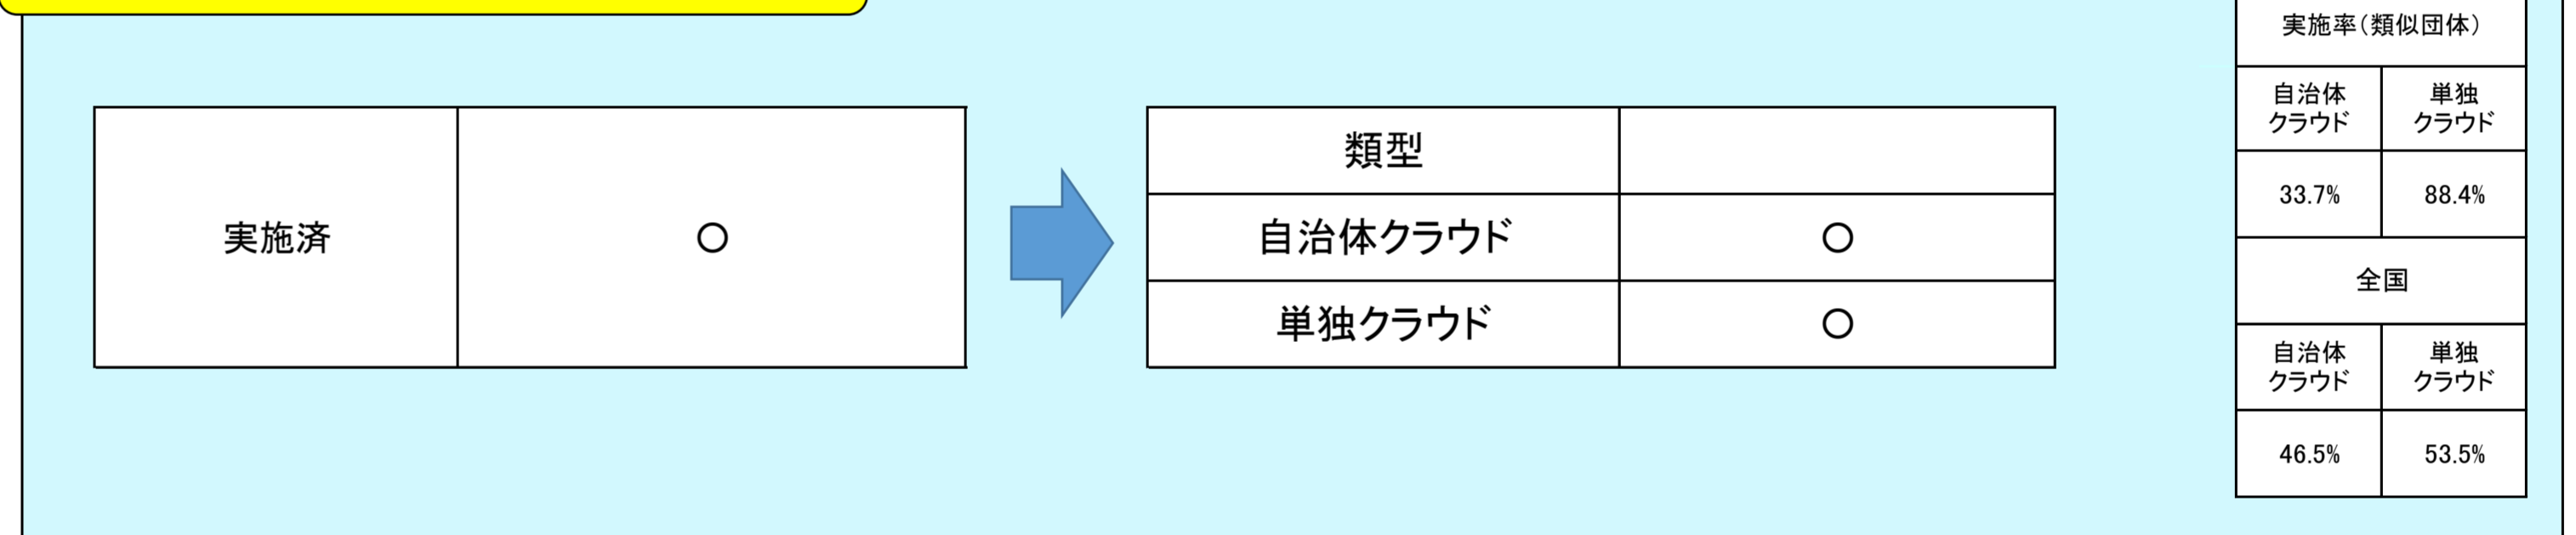 実施済 〇
類型
自治体クラウド 〇
単独クラウド 〇
実施率(類似団体)
自治体 単独
クラウド クラウド
33.7% 88.4%
全国
自治体 単独
クラウド クラウド
46.5% 53.5%